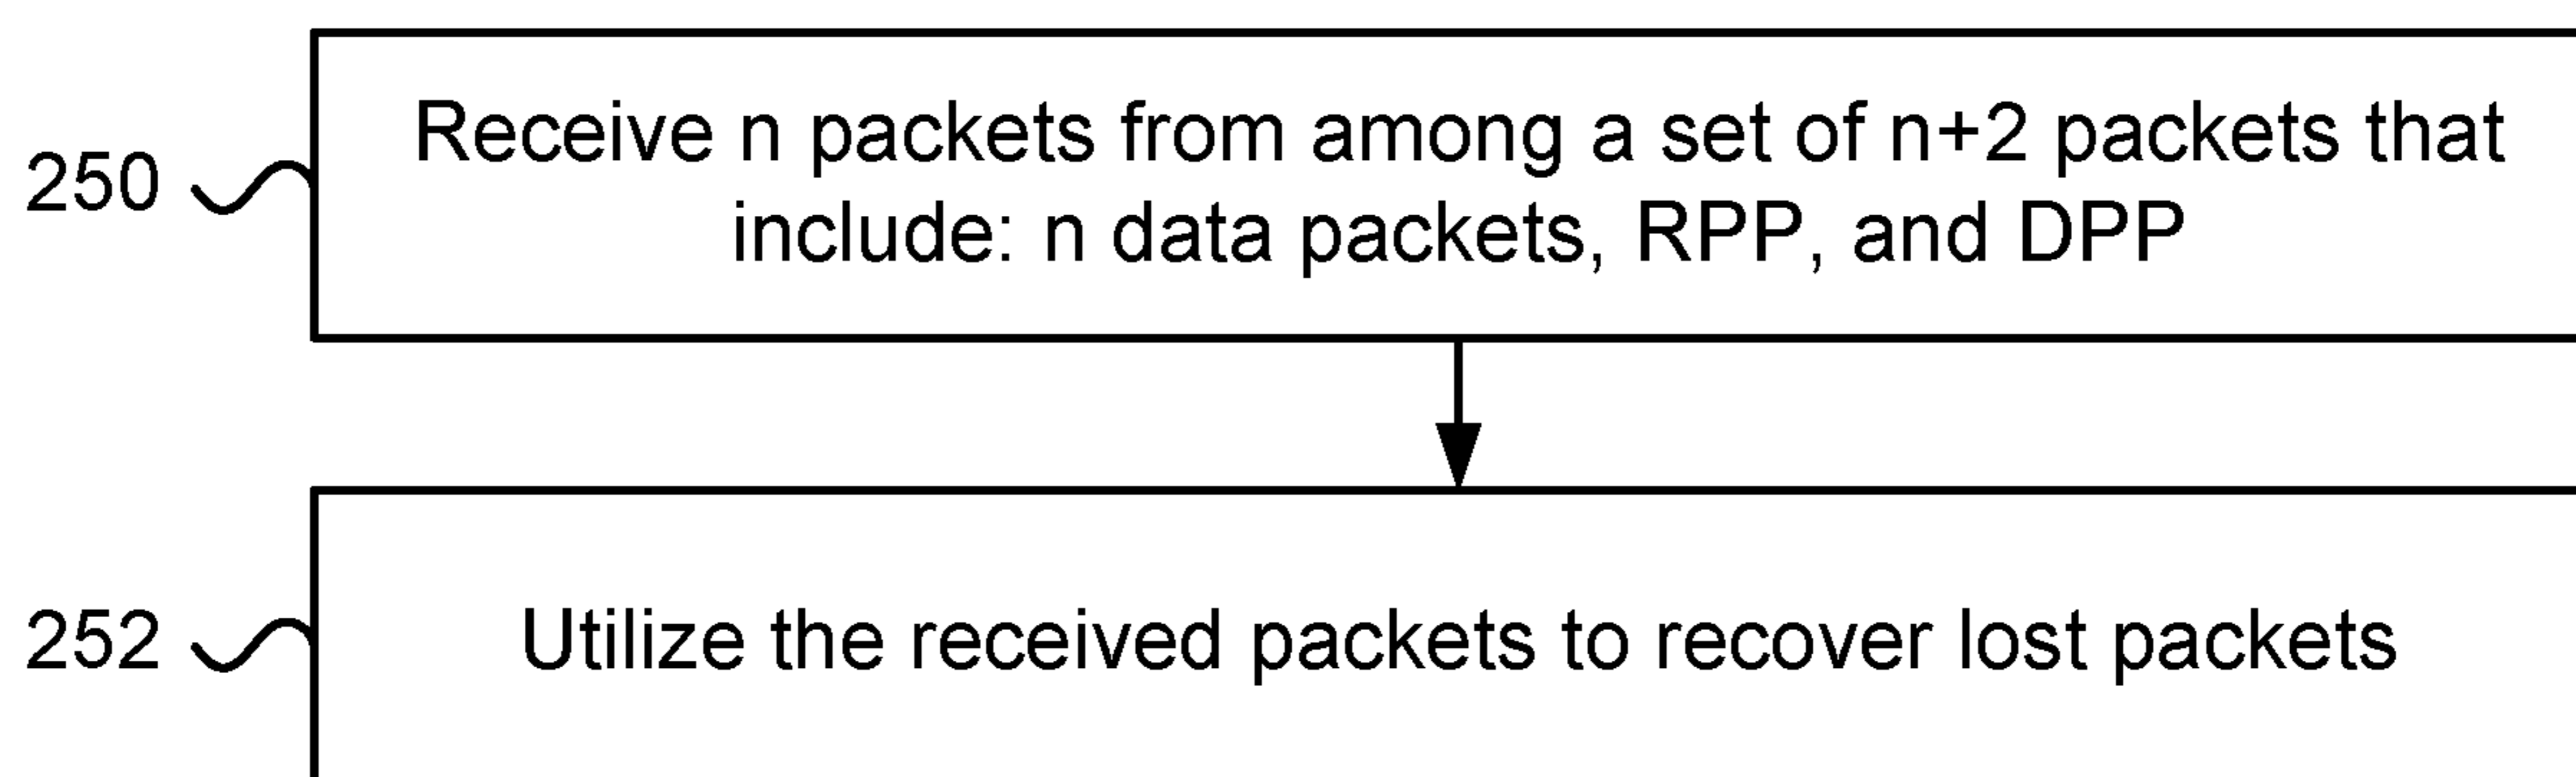 250
Receive n packets from among a set of n+2 packets that
include: n data packets, RPP, and DPP
252
Utilize the received packets to recover lost packets